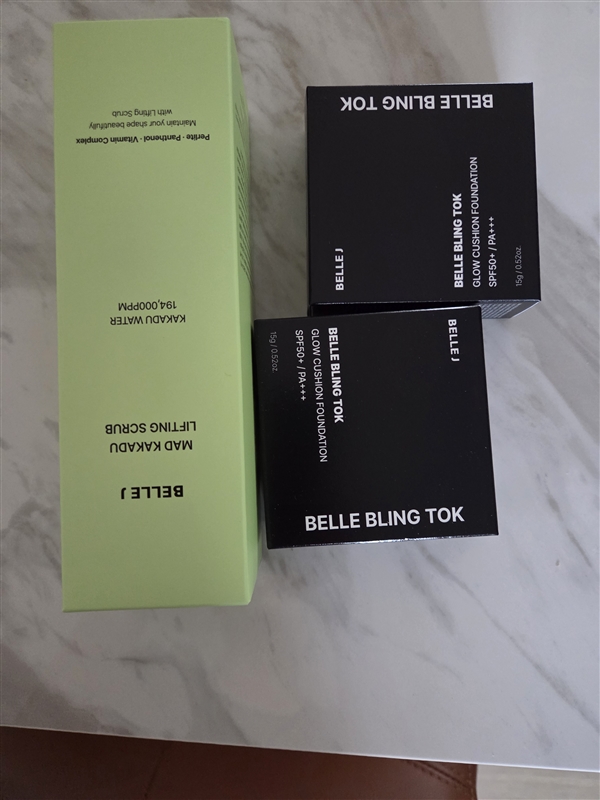 BELLE J
MAD KAKADU
LIFTING SCRUB
KAKADU WATER
194,000PPM
Perlite · Panthenol · Vitamin Complex
Maintain your shape beautifully
with Lifting Scrub
BELLE BLING TOK
BELLE J
BELLE BLING TOK
GLOW CUSHION FOUNDATION
SPF50+ / PA+++
15g / 0.52oz.
BELLE J
BELLE BLING TOK
GLOW CUSHION FOUNDATION
SPF50+ / PA+++
15g / 0.52oz.
BELLE BLING TOK